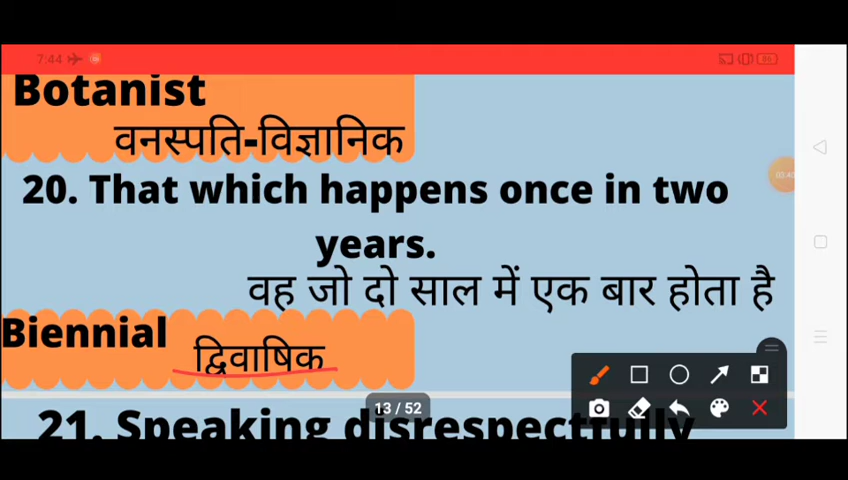 7:44
Botanist
वनस्पति-विज्ञानिक
20. That which happens once in two
years.
वह जो दो साल में एक बार होता है
Biennial
द्विवाषिक
13 / 52
21. Speaking disrespectfully